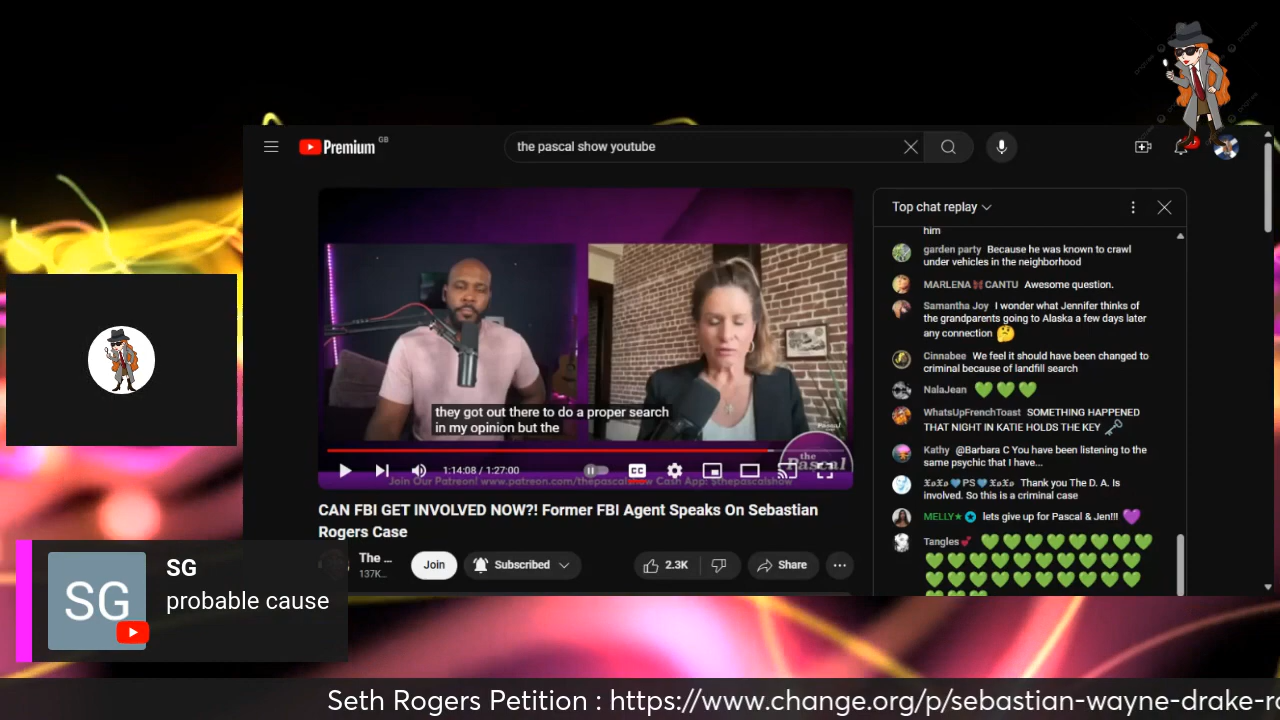 Premium GB
the pascal show youtube
Top chat replay
him
garden party Because he was known to crawl
under vehicles in the neighborhood
MARLENA CANTU Awesome question.
Samantha Joy I wonder what Jennifer thinks of
the grandparents going to Alaska a few days later
any connection
Cinnabee We feel it should have been changed to
criminal because of landfill search
NalaJean
WhatsUpFrenchToast SOMETHING HAPPENED
THAT NIGHT IN KATIE HOLDS THE KEY
Kathy @Barbara C You have been listening to the
same psychic that I have...
Thank you The D. A. Is
involved. So this is a criminal case
MELLY★ lets give up for Pascal & Jen!!!
Tangles
they got out there to do a proper search
in my opinion but the
the
Pascal
1:14:08 / 1:27:00
CC
Join Our Patreon! www.patreon.com/thepascalshow Cash App: $thepascalshow
CAN FBI GET INVOLVED NOW?! Former FBI Agent Speaks On Sebastian
Rogers Case
The ...
137K...
Join
Subscribed
2.3K
Share
SG
SG
probable cause
Seth Rogers Petition : https://www.change.org/p/sebastian-wayne-drake-r